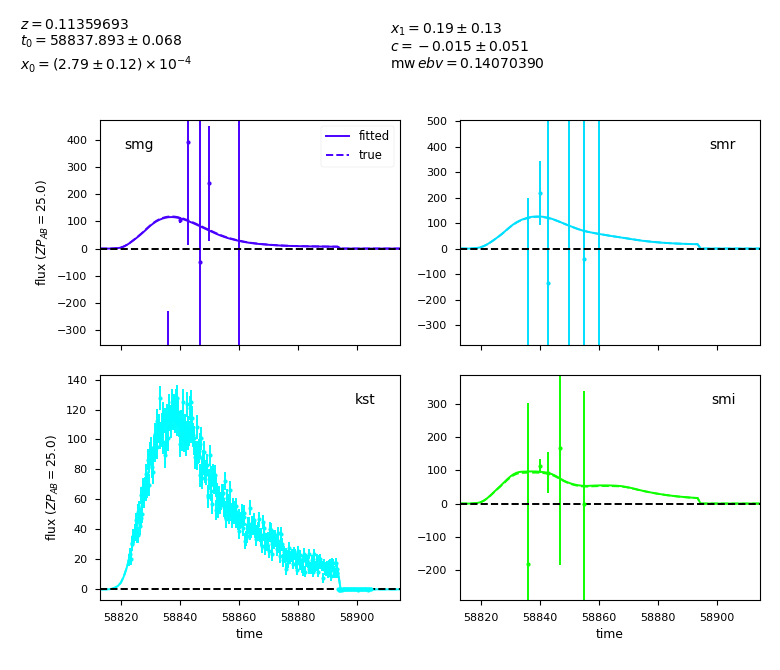 z = 0.11359693
t₀ = 58837.893 ± 0.068
x₀ = (2.79 ± 0.12) × 10⁻⁴
x₁ = 0.19 ± 0.13
c = −0.015 ± 0.051
mw ebv = 0.14070390
smg
fitted
true
400
300
200
100
0
−100
−200
−300
flux (ZP_AB = 25.0)
smr
500
400
300
200
100
0
−100
−200
−300
kst
140
120
100
80
60
40
20
0
flux (ZP_AB = 25.0)
58820 58840 58860 58880 58900
time
smi
300
200
100
0
−100
−200
58820 58840 58860 58880 58900
time